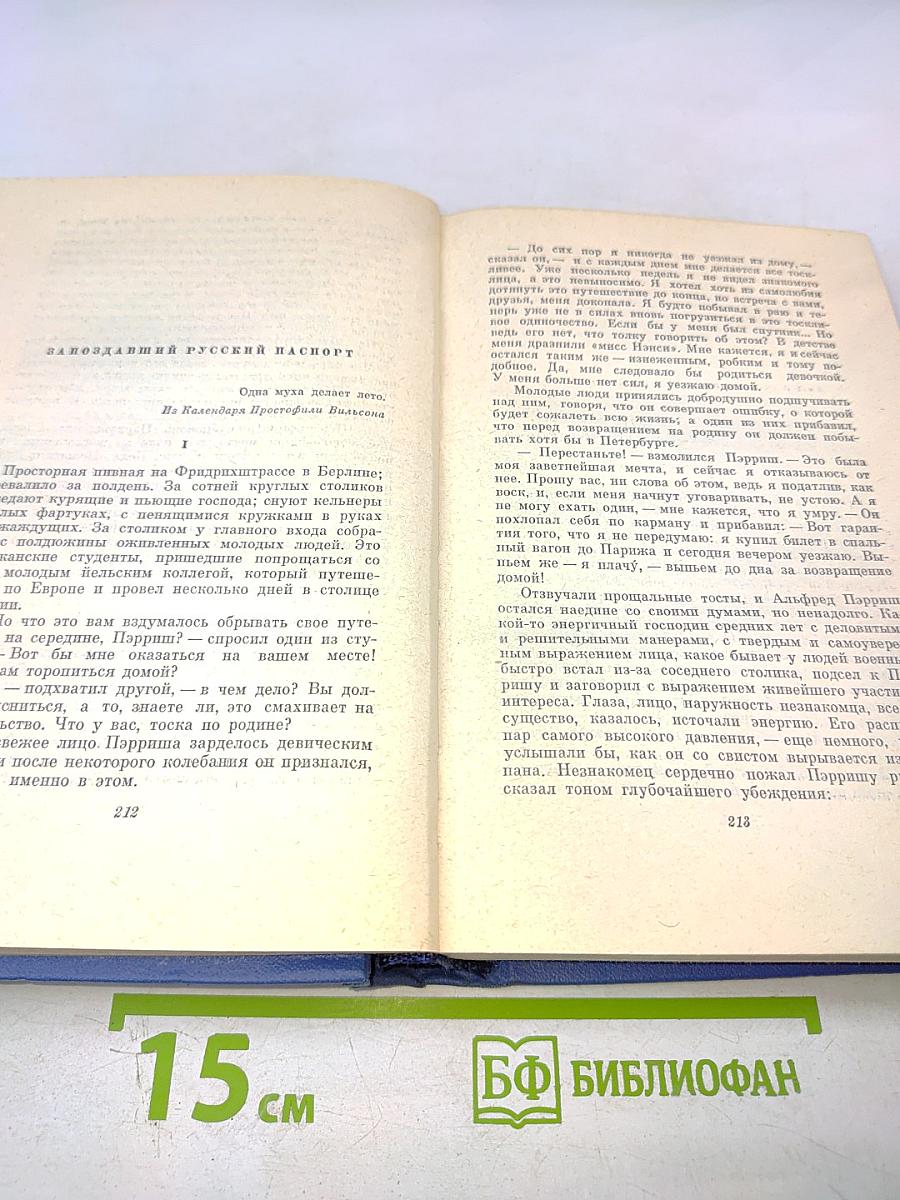 ЗАПОЗДАВШИЙ РУССКИЙ ПАСПОРТ
Одна муха делает лето.
Из Календаря Простофили Вильсона
I
Просторная пивная на Фридрихштрассе в Берлине;
ревалило за полдень. За сотней круглых столиков
седают курящие и пьющие господа; снуют кельнеры
лых фартуках, с пенящимися кружками в руках
жаждущих. За столиком у главного входа собра-
с полдюжины оживленных молодых людей. Это
канские студенты, пришедшие попрощаться со
молодым йельским коллегой, который путеше-
по Европе и провел несколько дней в столице
нии.
Но что это вам вздумалось обрывать свое путе-
на середине, Пэрриш? — спросил один из сту-
— Вот бы мне оказаться на вашем месте!
ам торопиться домой?
— подхватил другой, — в чем дело? Вы дол-
ясниться, а то, знаете ли, это смахивает на
льство. Что у вас, тоска по родине?
свежее лицо Пэрриша зарделось девическим
и после некоторого колебания он признался,
именно в этом.
212
— До сих пор я никогда не уезжал из дому, —
сказал он, — и с каждым днем мне делается все тоск-
ливее. Уже несколько недель я не видел знакомого
лица, а это невыносимо. Я хотел хоть из самолюбия
дотянуть это путешествие до конца, но встреча с вами,
друзья, меня доконала. Я будто побывал в раю и те-
перь уже не в силах вновь погрузиться в это тоскли-
вое одиночество. Если бы у меня был спутник... Но
ведь его нет, что толку говорить об этом? В детстве
меня дразнили «мисс Нэнси». Мне кажется, я и сейчас
остался таким же — изнеженным, робким и тому по-
добное. Да, мне следовало бы родиться девочкой.
У меня больше нет сил, я уезжаю домой.
Молодые люди принялись добродушно подшучивать
над ним, говоря, что он совершает ошибку, о которой
будет сожалеть всю жизнь; а один из них прибавил,
что перед возвращением на родину он должен побы-
вать хотя бы в Петербурге.
— Перестаньте! — взмолился Пэрриш. — Это была
моя заветнейшая мечта, и сейчас я отказываюсь от
нее. Прошу вас, ни слова об этом, ведь я податлив, как
воск, и, если меня начнут уговаривать, не устою. А я
не могу ехать один, — мне кажется, что я умру. — Он
похлопал себя по карману и прибавил: — Вот гаран-
тия того, что я не передумаю: я купил билет в спаль-
ный вагон до Парижа и сегодня вечером уезжаю. Вы-
пьем же — я плачу́, — выпьем до дна за возвращение
домой!
Отзвучали прощальные тосты, и Альфред Пэрриш
остался наедине со своими думами, но ненадолго. Ка-
кой-то энергичный господин средних лет с деловитым
и решительными манерами, с твердым и самоувере
ным выражением лица, какое бывает у людей военны
быстро встал из-за соседнего столика, подсел к П
ришу и заговорил с выражением живейшего участи
интереса. Глаза, лицо, наружность незнакомца, все
существо, казалось, источали энергию. Его расп
пар самого высокого давления, — еще немного,
услышали бы, как он со свистом вырывается из
пана. Незнакомец сердечно пожал Пэрришу р
сказал тоном глубочайшего убеждения:
213
15 см
БФ БИБЛИОФАН